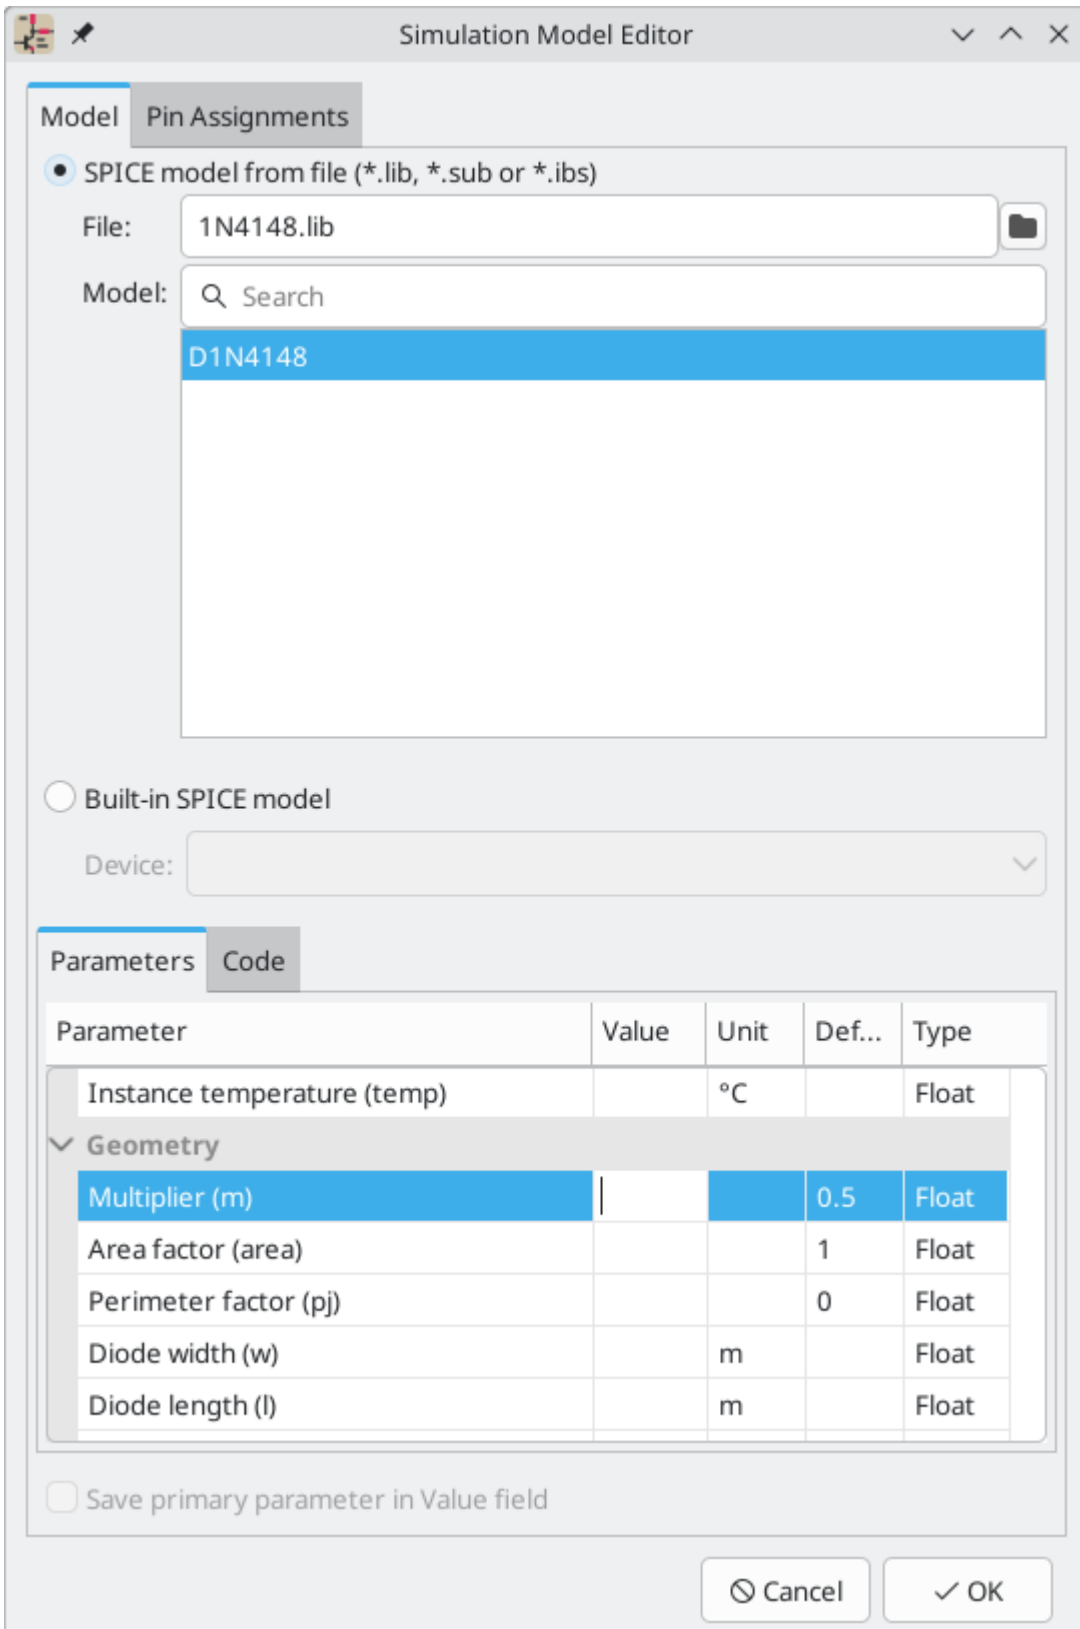 Simulation Model Editor
Model Pin Assignments
SPICE model from file (*.lib, *.sub or *.ibs)
File: 1N4148.lib
Model: Search
D1N4148
Built-in SPICE model
Device:
Parameters Code
Parameter Value Unit Def... Type
Instance temperature (temp) °C Float
Geometry
Multiplier (m) 0.5 Float
Area factor (area) 1 Float
Perimeter factor (pj) 0 Float
Diode width (w) m Float
Diode length (l) m Float
Save primary parameter in Value field
Cancel OK